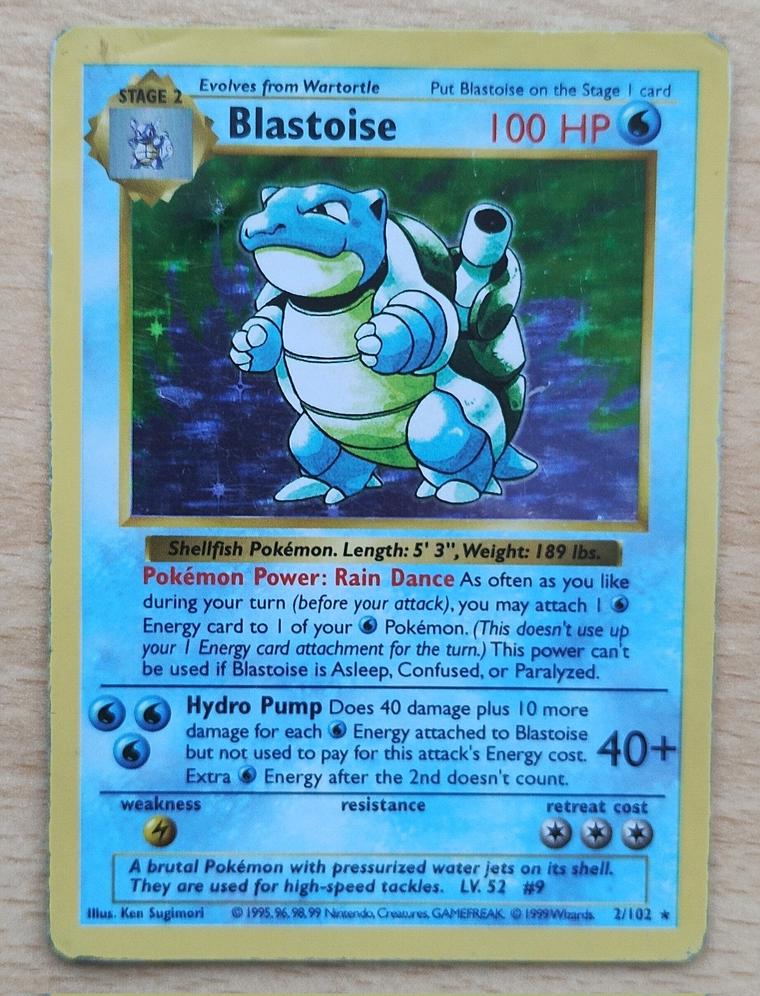 Evolves from Wartortle Put Blastoise on the Stage 1 card
STAGE 2
Blastoise 100 HP
Shellfish Pokémon. Length: 5' 3", Weight: 189 lbs.
Pokémon Power: Rain Dance As often as you like
during your turn (before your attack), you may attach 1
Energy card to 1 of your Pokémon. (This doesn't use up
your 1 Energy card attachment for the turn.) This power can't
be used if Blastoise is Asleep, Confused, or Paralyzed.
Hydro Pump Does 40 damage plus 10 more
damage for each Energy attached to Blastoise
but not used to pay for this attack's Energy cost. 40+
Extra Energy after the 2nd doesn't count.
weakness resistance retreat cost
A brutal Pokémon with pressurized water jets on its shell.
They are used for high-speed tackles. LV. 52 #9
Illus. Ken Sugimori © 1995, 96, 98, 99 Nintendo, Creatures, GAMEFREAK. © 1999 Wizards. 2/102 ★